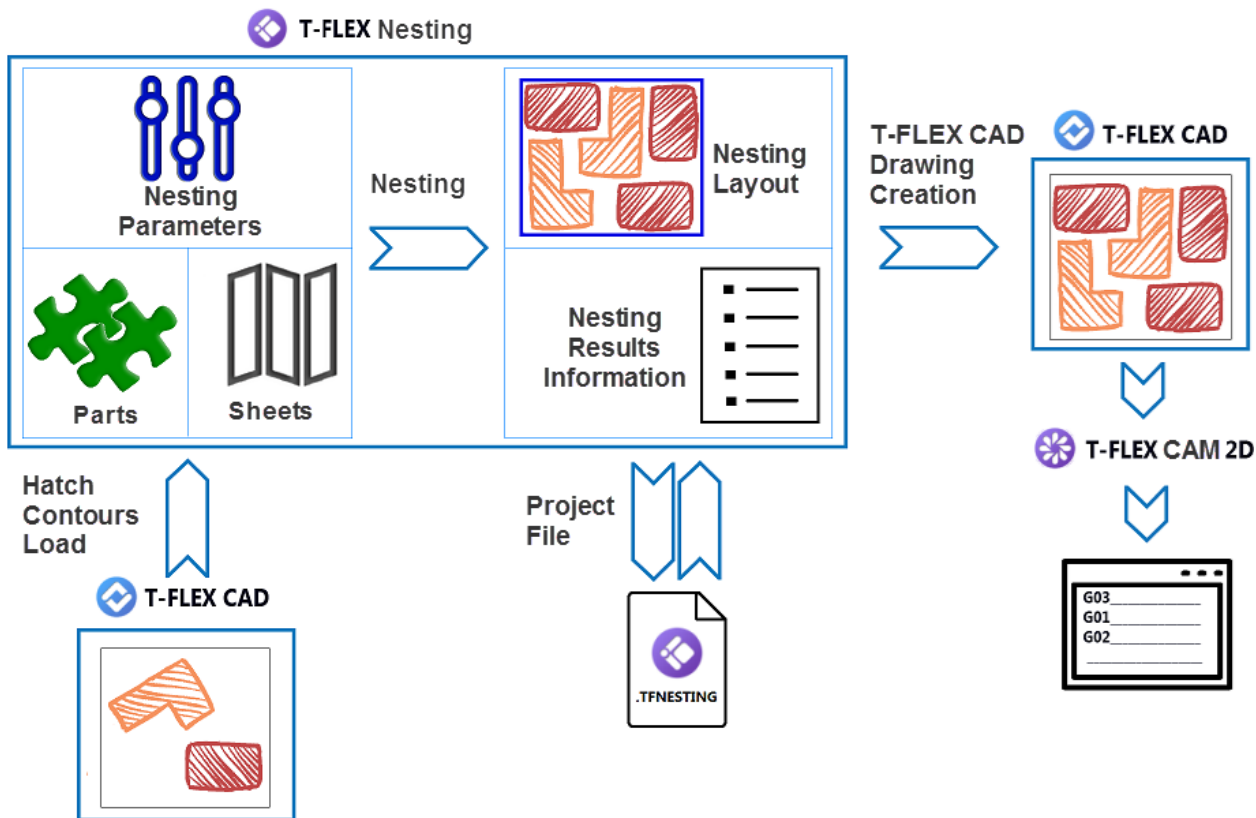 T-FLEX Nesting
Nesting
Parameters
Parts
Sheets
Nesting
Nesting
Layout
Nesting
Results
Information
T-FLEX CAD
Drawing
Creation
T-FLEX CAD
T-FLEX CAM 2D
G03
G01
G02
Hatch
Contours
Load
T-FLEX CAD
Project
File
.TFNESTING